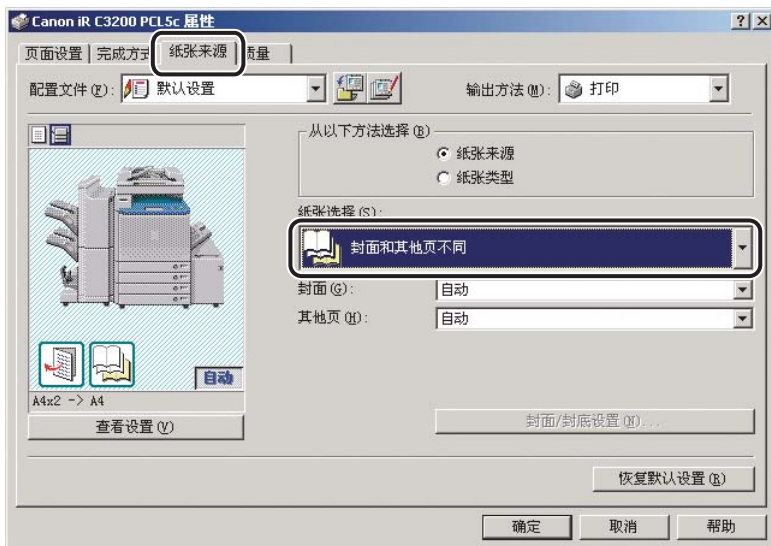 Canon iR C3200 PCL5c 属性
页面设置 完成方式 纸张来源 质量
配置文件(F): 默认设置 输出方法(M): 打印
从以下方法选择(B)
纸张来源
纸张类型
纸张选择(S):
封面和其他页不同
封面(G): 自动
其他页(H): 自动
自动
A4x2 -> A4
查看设置(V) 封面/封底设置(N)...
恢复默认设置(R)
确定 取消 帮助